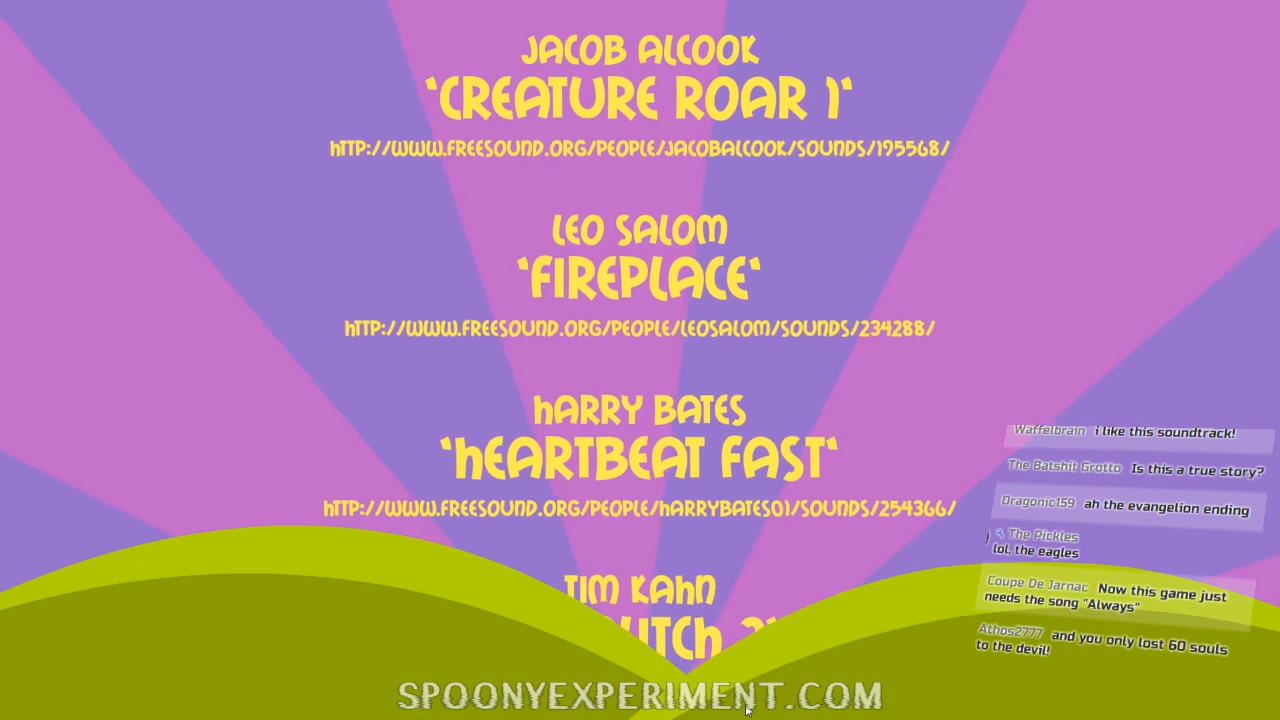 JACOB ALCOOK
'CREATURE ROAR 1'
HTTP://WWW.FREESOUND.ORG/PEOPLE/JACOBALCOOK/SOUNDS/195568/
LEO SALOM
'FIREPLACE'
HTTP://WWW.FREESOUND.ORG/PEOPLE/LEOSALOM/SOUNDS/234288/
HARRY BATES
'HEARTBEAT FAST'
HTTP://WWW.FREESOUND.ORG/PEOPLE/HARRYBATES01/SOUNDS/254366/
TIM KAHN
Waffelbrain i like this soundtrack!
The Batshit Grotto Is this a true story?
Dragonic159 ah the evangelion ending
The Pickles
lol, the eagles
Coupe De Jarnac Now this game just
needs the song "Always"
Athos2777 and you only lost 60 souls
to the devil!
SPOONYEXPERIMENT.COM